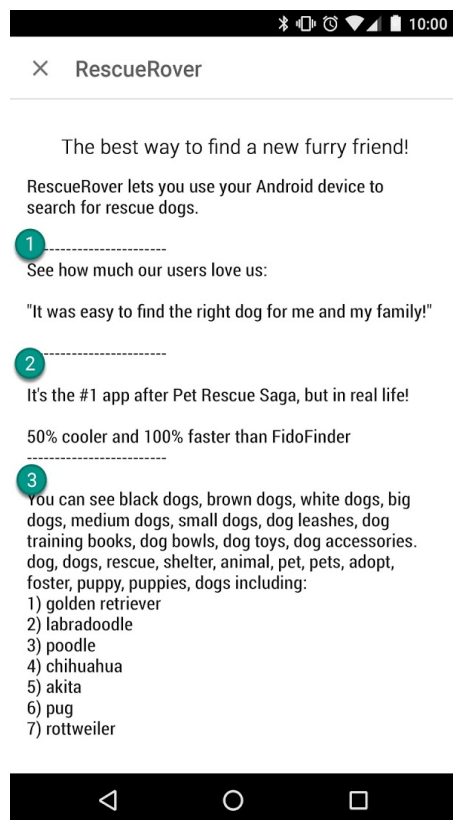 10:00
RescueRover
The best way to find a new furry friend!
RescueRover lets you use your Android device to
search for rescue dogs.
1 ----------------------
See how much our users love us:
"It was easy to find the right dog for me and my family!"
----------------------
2
It's the #1 app after Pet Rescue Saga, but in real life!
50% cooler and 100% faster than FidoFinder
-------------------------
3
You can see black dogs, brown dogs, white dogs, big
dogs, medium dogs, small dogs, dog leashes, dog
training books, dog bowls, dog toys, dog accessories.
dog, dogs, rescue, shelter, animal, pet, pets, adopt,
foster, puppy, puppies, dogs including:
1) golden retriever
2) labradoodle
3) poodle
4) chihuahua
5) akita
6) pug
7) rottweiler